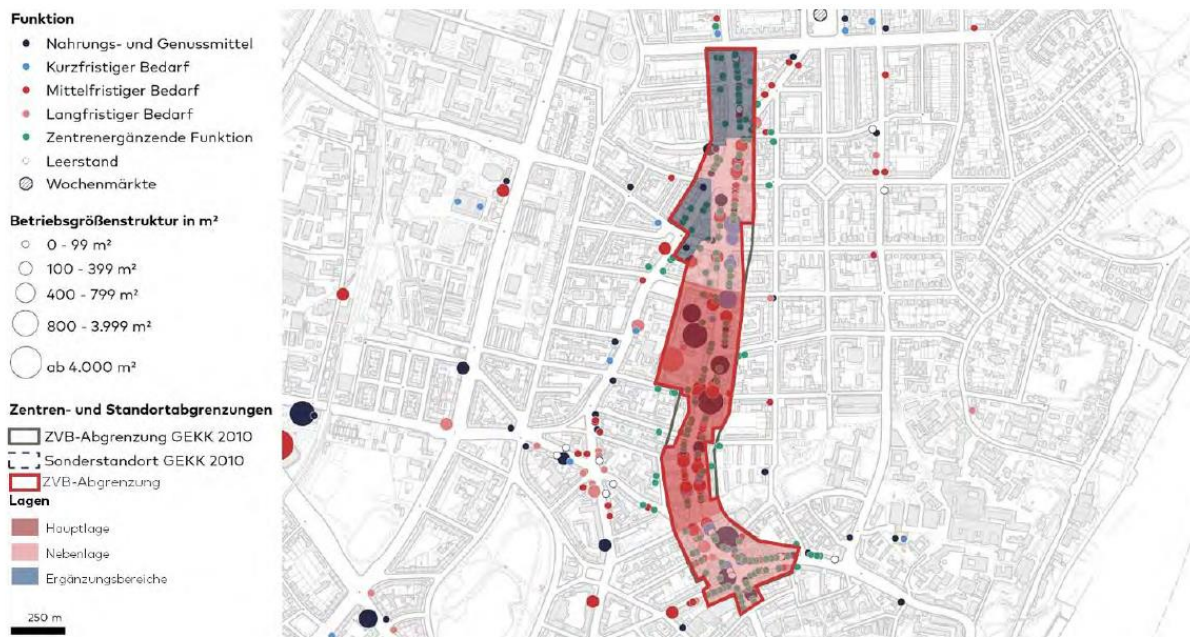 Funktion
Nahrungs- und Genussmittel
Kurzfristiger Bedarf
Mittelfristiger Bedarf
Langfristiger Bedarf
Zentrenergänzende Funktion
Leerstand
Wochenmärkte
Betriebsgrößenstruktur in m²
0 - 99 m²
100 - 399 m²
400 - 799 m²
800 - 3.999 m²
ab 4.000 m²
Zentren- und Standortabgrenzungen
ZVB-Abgrenzung GEKK 2010
Sonderstandort GEKK 2010
ZVB-Abgrenzung
Lagen
Hauptlage
Nebenlage
Ergänzungsbereiche
250 m